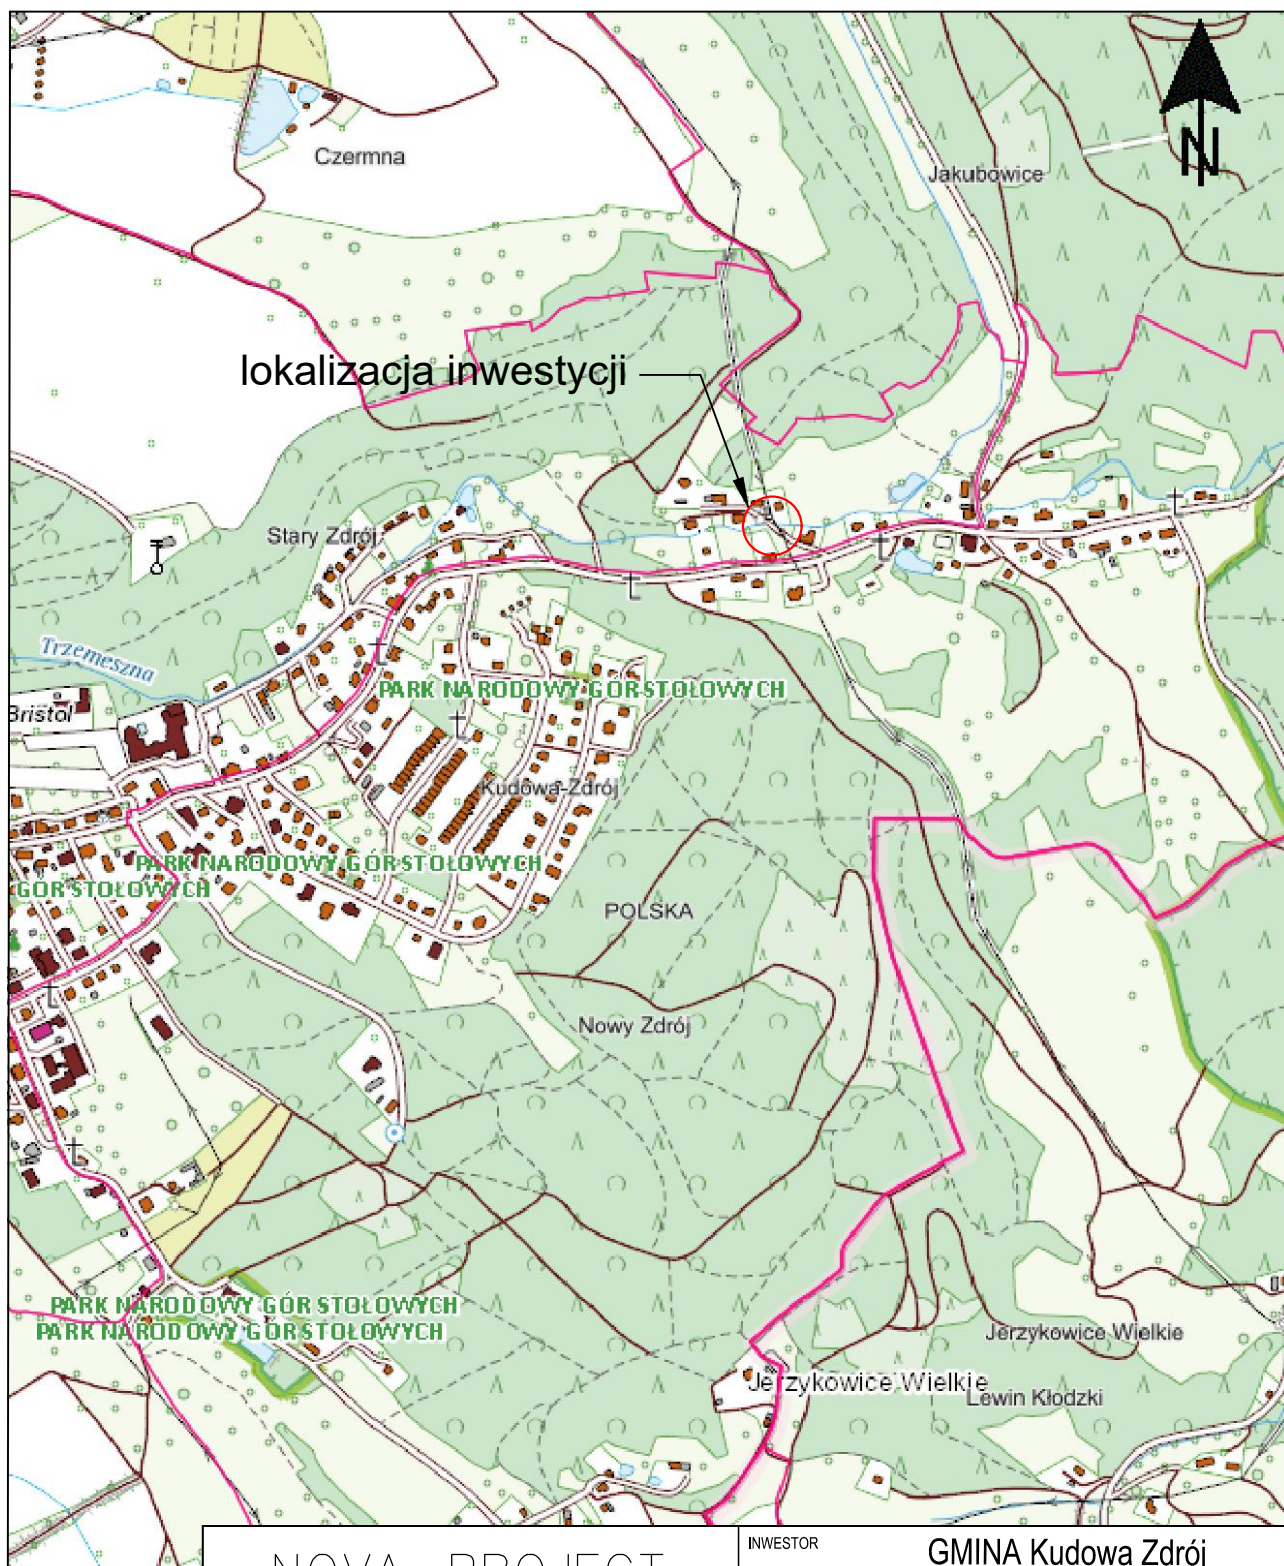 Czermna
N
Jakubowice
lokalizacja inwestycji
Stary Zdrój
Trzemeszna
PARK NARODOWY GÓR STOŁOWYCH
Bristol
Kudowa-Zdrój
PARK NARODOWY GÓR STOŁOWYCH
GÓR STOŁOWYCH
POLSKA
Nowy Zdrój
PARK NARODOWY GÓR STOŁOWYCH
PARK NARODOWY GÓR STOŁOWYCH
Jerzykowice Wielkie
Jerzykowice Wielkie
Lewin Kłodzki
NOVA PROJEST
INWESTOR
GMINA Kudowa Zdrój